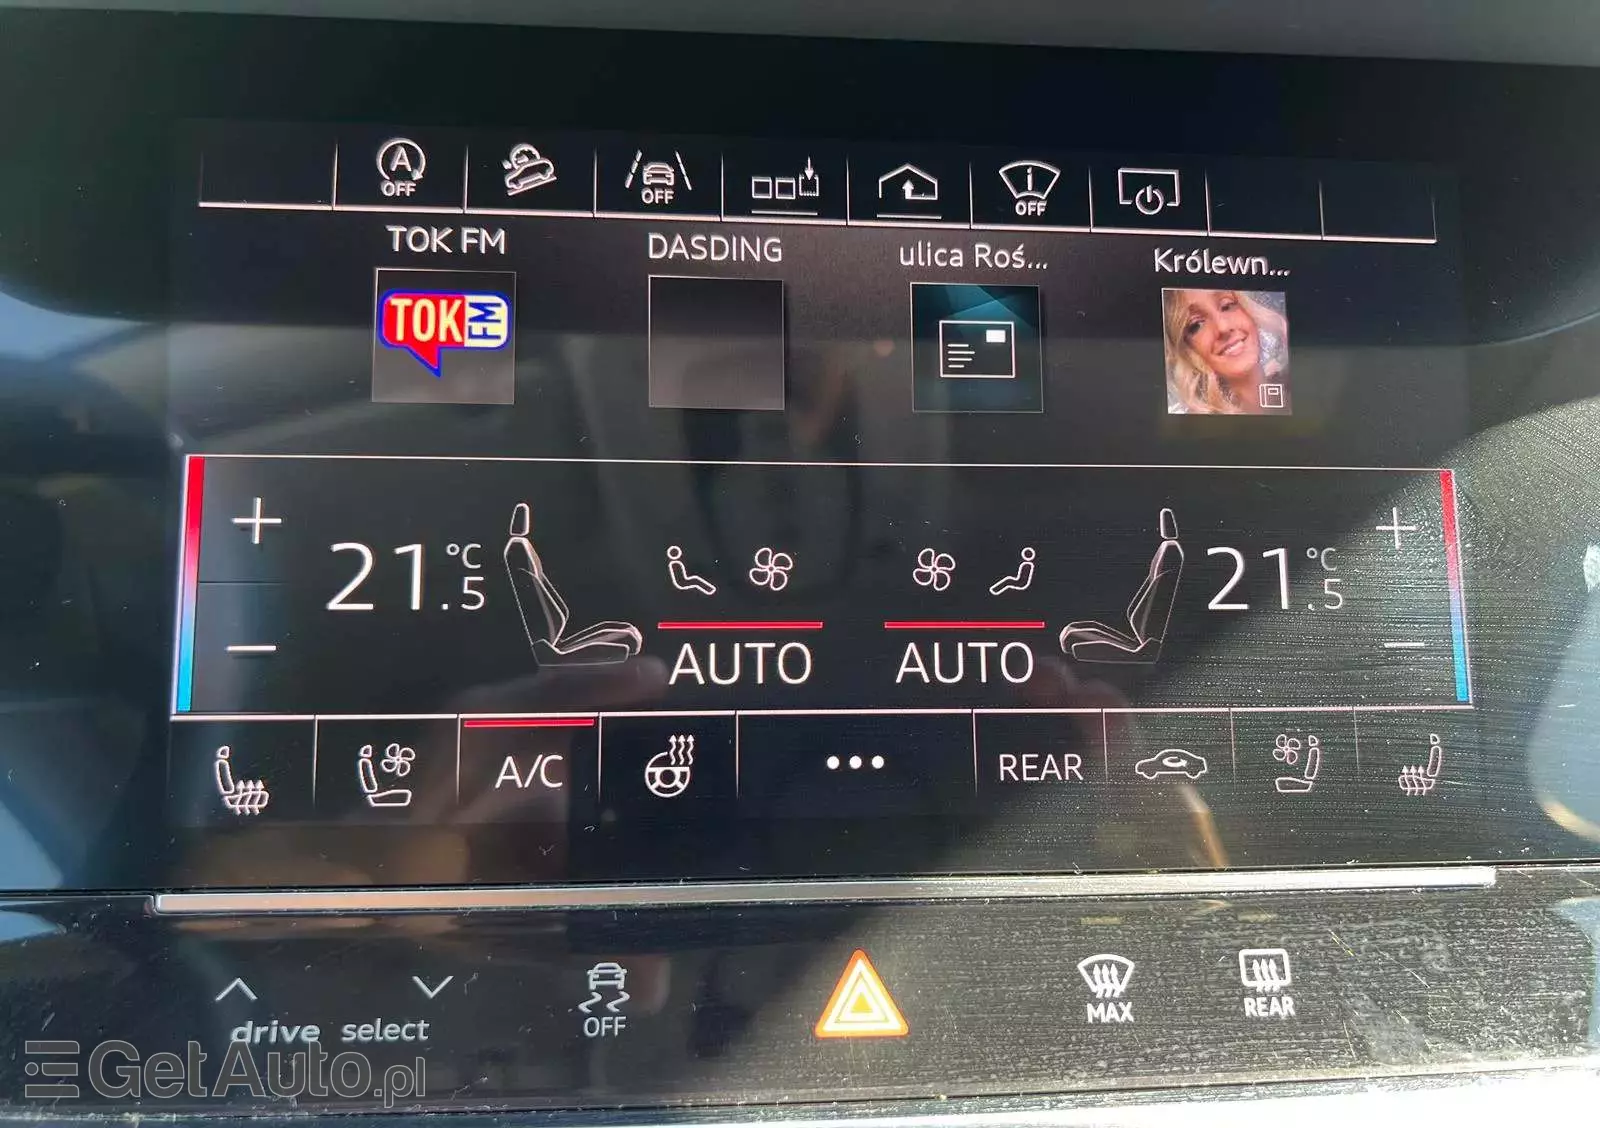 A OFF
OFF
i OFF
TOK FM
DASDING
ulica Roś...
Królewn...
TOK FM
+
+
21.5 °C
21.5 °C
−
−
AUTO
AUTO
A/C
...
REAR
drive select
OFF
MAX
REAR
GetAuto.pl